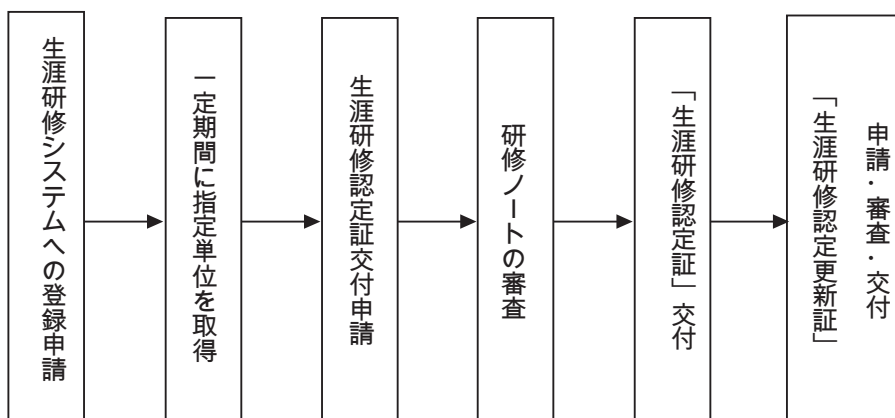 生涯研修システムへの登録申請
一定期間に指定単位を取得
生涯研修認定証交付申請
研修ノートの審査
「生涯研修認定証」交付
「生涯研修認定更新証」
申請・審査・交付